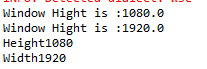 Window Hight is :1080.0
Window Hight is :1920.0
Height1080
Width1920